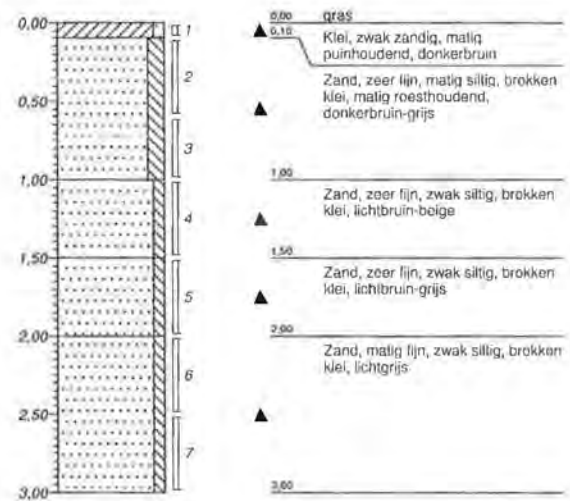 0,00
0,50
1,00
1,50
2,00
2,50
3,00
1
2
3
4
5
6
7
0,00 gras
0,10 Klei, zwak zandig, matig
puinhoudend, donkerbruin
Zand, zeer fijn, matig siltig, brokken
klei, matig roesthoudend,
donkerbruin-grijs
1,00
Zand, zeer fijn, zwak siltig, brokken
klei, lichtbruin-beige
1,50
Zand, zeer fijn, zwak siltig, brokken
klei, lichtbruin-grijs
2,00
Zand, matig fijn, zwak siltig, brokken
klei, lichtgrijs
3,00